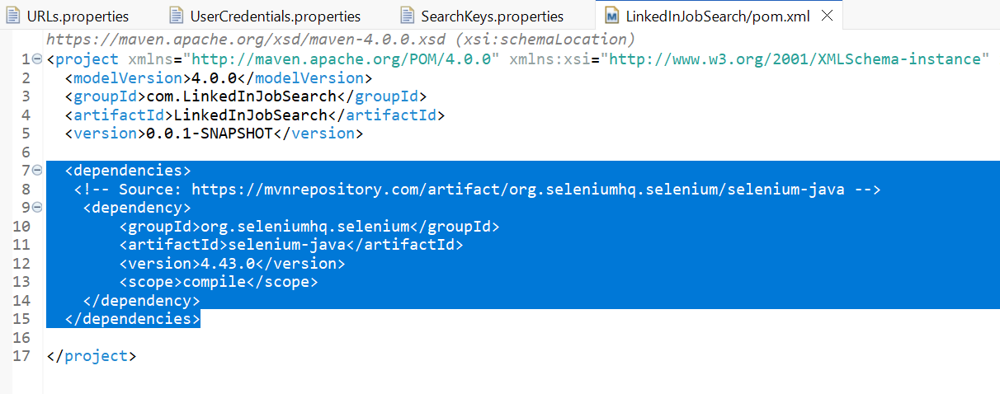 URLs.properties UserCredentials.properties SearchKeys.properties LinkedInJobSearch/pom.xml
https://maven.apache.org/xsd/maven-4.0.0.xsd (xsi:schemaLocation)
1 <project xmlns="http://maven.apache.org/POM/4.0.0" xmlns:xsi="http://www.w3.org/2001/XMLSchema-instance"
2 <modelVersion>4.0.0</modelVersion>
3 <groupId>com.LinkedInJobSearch</groupId>
4 <artifactId>LinkedInJobSearch</artifactId>
5 <version>0.0.1-SNAPSHOT</version>
6
7 <dependencies>
8 <!-- Source: https://mvnrepository.com/artifact/org.seleniumhq.selenium/selenium-java -->
9 <dependency>
10 <groupId>org.seleniumhq.selenium</groupId>
11 <artifactId>selenium-java</artifactId>
12 <version>4.43.0</version>
13 <scope>compile</scope>
14 </dependency>
15 </dependencies>
16
17 </project>